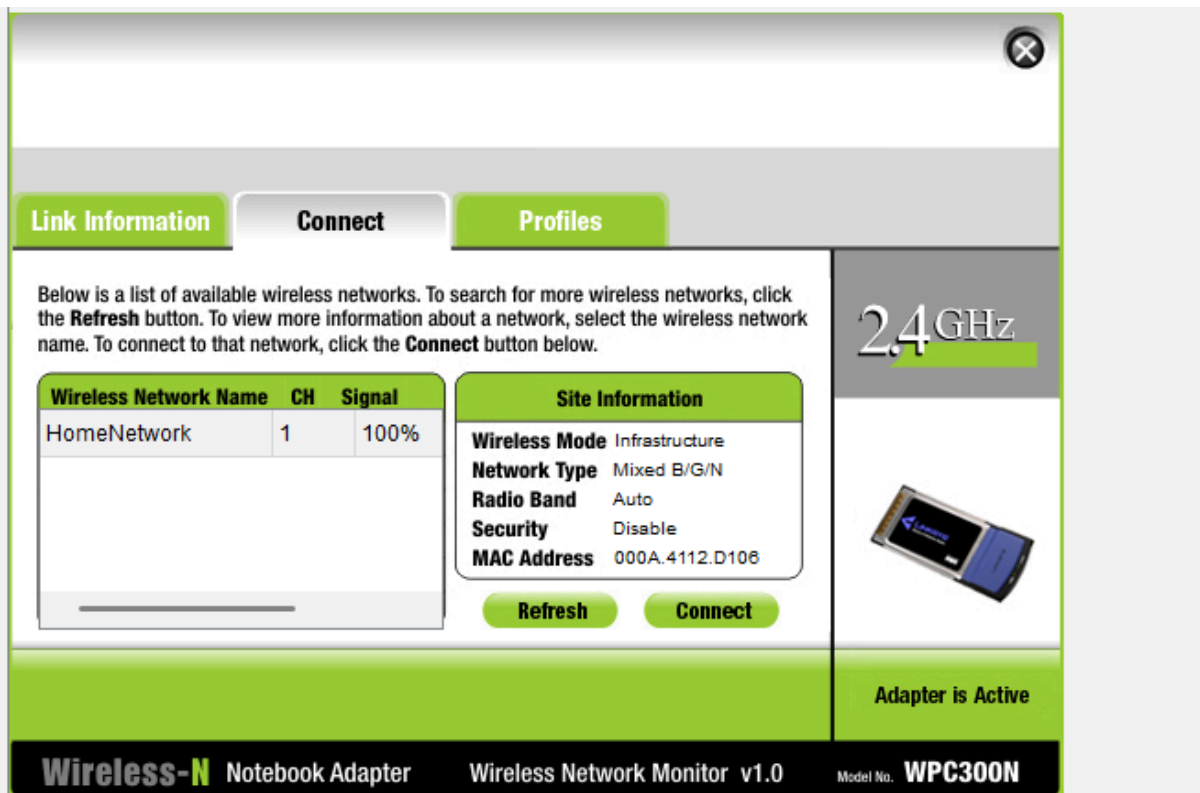 Link Information
Connect
Profiles
Below is a list of available wireless networks. To search for more wireless networks, click
the Refresh button. To view more information about a network, select the wireless network
name. To connect to that network, click the Connect button below.
2.4GHz
Wireless Network Name CH Signal
HomeNetwork 1 100%
Site Information
Wireless Mode Infrastructure
Network Type Mixed B/G/N
Radio Band Auto
Security Disable
MAC Address 000A.4112.D106
Refresh
Connect
LINKSYS
Adapter is Active
Wireless-N Notebook Adapter
Wireless Network Monitor v1.0
Model No. WPC300N